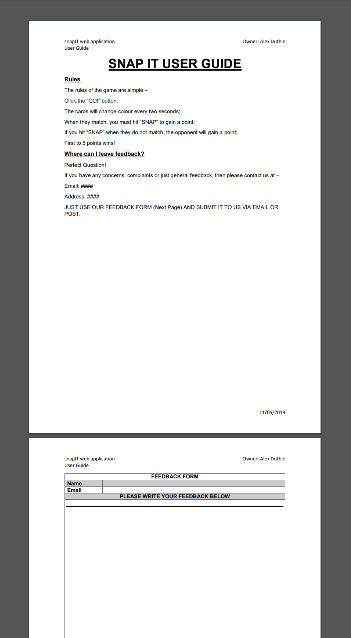 snapIT web application Owner: Alex Duthie
User Guide
SNAP IT USER GUIDE
Rules
The rules of the game are simple –
Click the "GO!" button;
The cards will change colour every two seconds;
When they match, you must hit "SNAP" to gain a point;
If you hit "SNAP" when they do not match, the opponent will gain a point;
First to 5 points wins!
Where can I leave feedback?
Perfect Question!
If you have any concerns, complaints or just general feedback, then please contact us at –
Email: ####
Address: ####
JUST USE OUR FEEDBACK FORM (Next Page) AND SUBMIT IT TO US VIA EMAIL OR
POST.
11/05/2019
snapIT web application Owner: Alex Duthie
User Guide
FEEDBACK FORM
Name
Email
PLEASE WRITE YOUR FEEDBACK BELOW